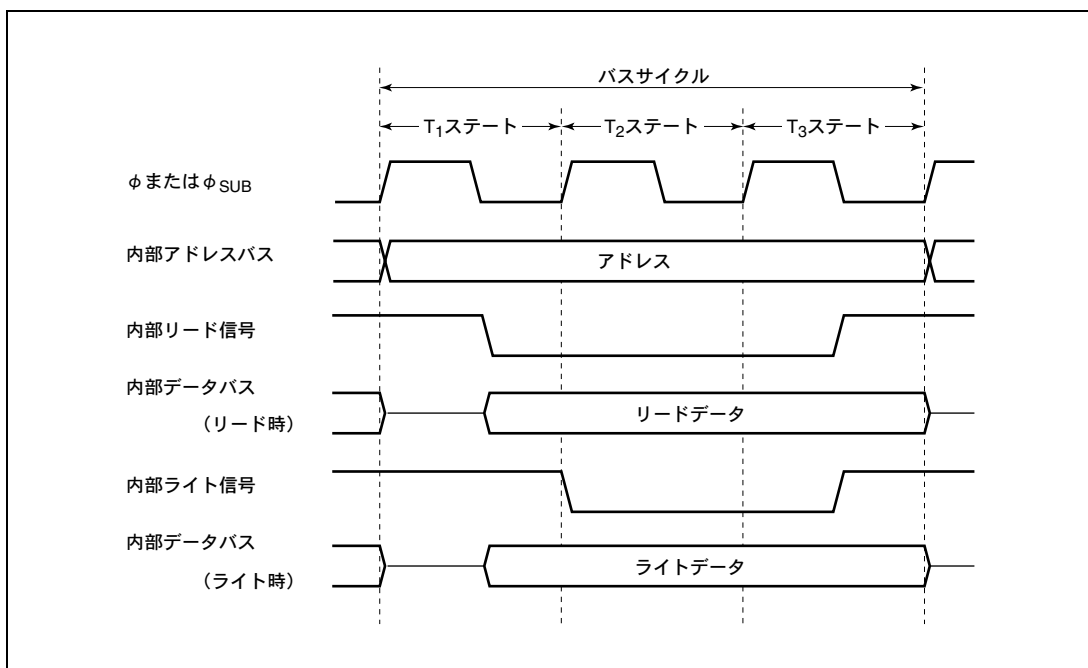 バスサイクル
T₁ステート
T₂ステート
T₃ステート
φまたはφSUB
内部アドレスバス
アドレス
内部リード信号
内部データバス
（リード時）
リードデータ
内部ライト信号
内部データバス
（ライト時）
ライトデータ